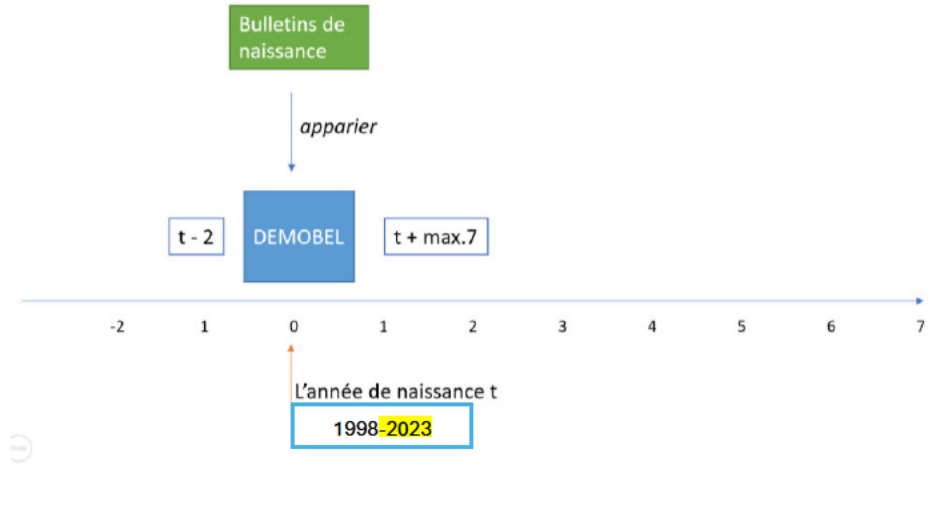 Bulletins de
naissance
apparier
t - 2
DEMOBEL
t + max.7
-2 1 0 1 2 3 4 5 6 7
L'année de naissance t
1998-2023